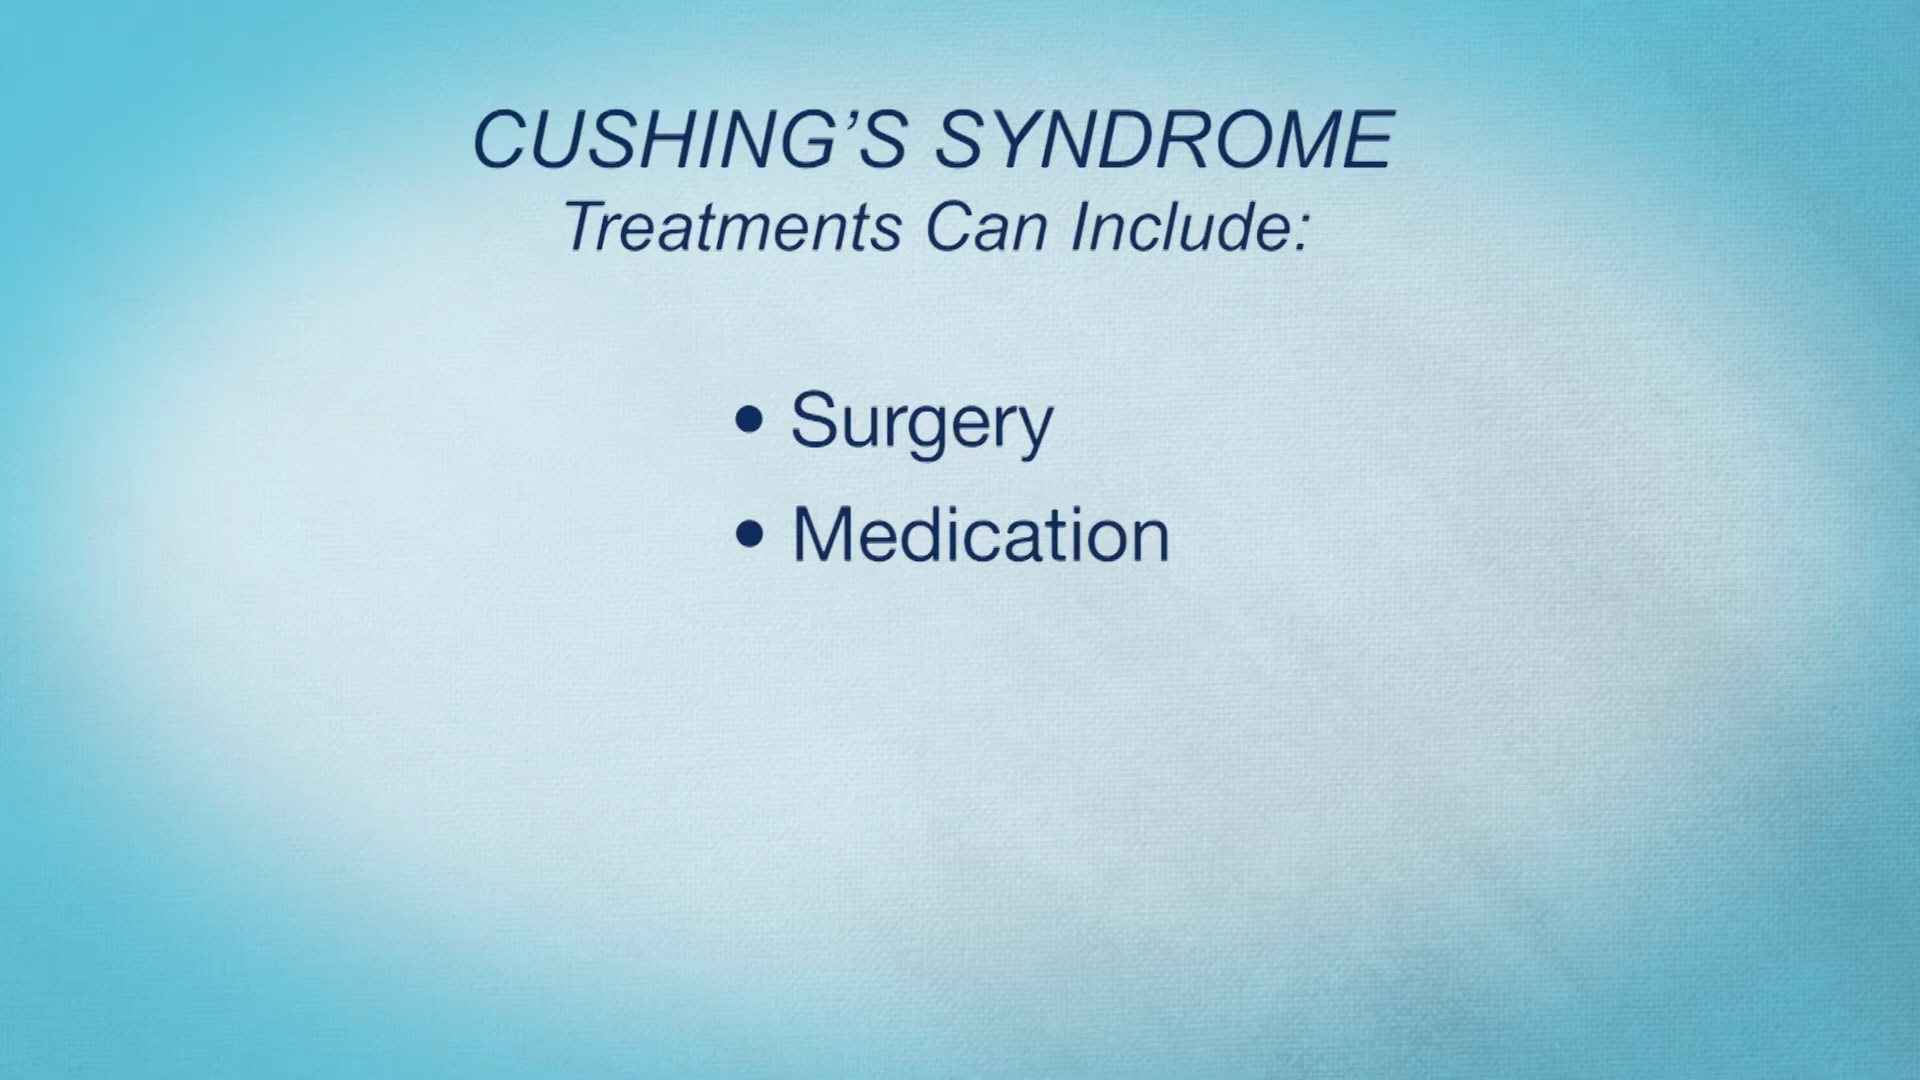 CUSHING’S SYNDROME
Treatments Can Include:
• Surgery
• Medication